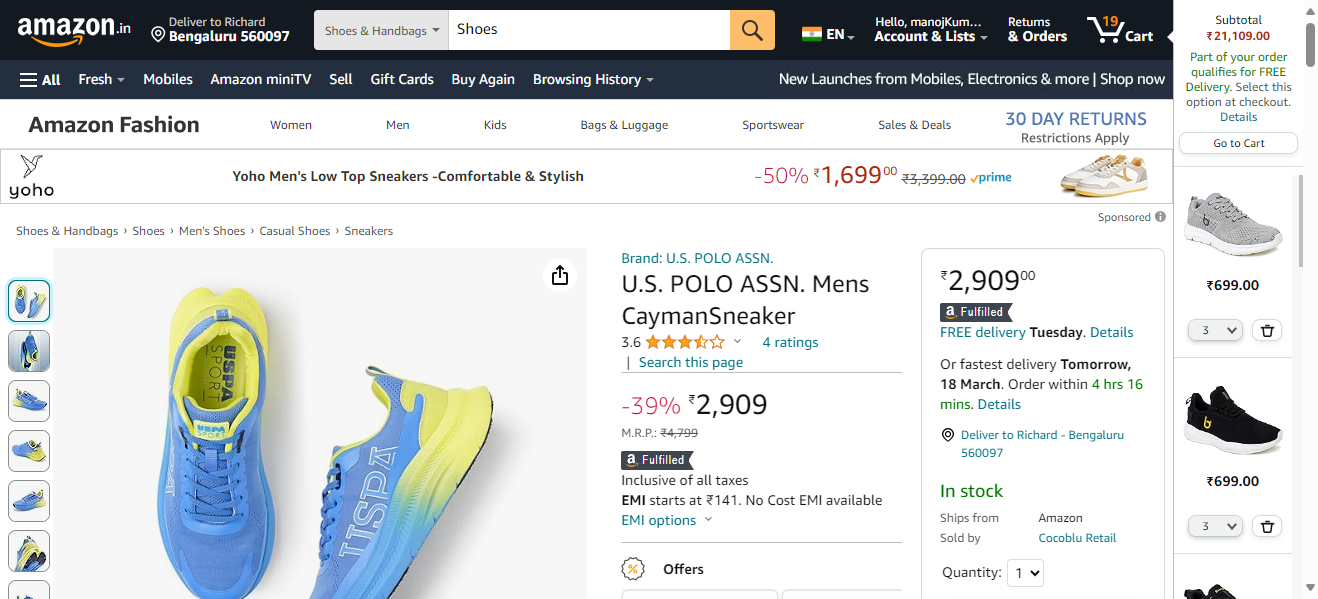 amazon.in
Deliver to Richard
Bengaluru 560097
Shoes & Handbags
Shoes
EN
Hello, manojKum...
Account & Lists
Returns
& Orders
19
Cart
All
Fresh
Mobiles
Amazon miniTV
Sell
Gift Cards
Buy Again
Browsing History
New Launches from Mobiles, Electronics & more | Shop now
Amazon Fashion
Women
Men
Kids
Bags & Luggage
Sportswear
Sales & Deals
30 DAY RETURNS
Restrictions Apply
yoho
Yoho Men's Low Top Sneakers -Comfortable & Stylish
-50% ₹1,69900 ₹3,399.00 prime
Sponsored
Shoes & Handbags › Shoes › Men's Shoes › Casual Shoes › Sneakers
USPA
SPORT
USPA
SPORT
USPA
Brand: U.S. POLO ASSN.
U.S. POLO ASSN. Mens
CaymanSneaker
3.6
4 ratings
| Search this page
-39% ₹2,909
M.R.P.: ₹4,799
a Fulfilled
Inclusive of all taxes
EMI starts at ₹141. No Cost EMI available
EMI options
Offers
₹2,90900
a Fulfilled
FREE delivery Tuesday. Details
Or fastest delivery Tomorrow,
18 March. Order within 4 hrs 16
mins. Details
Deliver to Richard - Bengaluru
560097
In stock
Ships from Amazon
Sold by Cocoblu Retail
Quantity: 1
Subtotal
₹21,109.00
Part of your order
qualifies for FREE
Delivery. Select this
option at checkout.
Details
Go to Cart
₹699.00
3
₹699.00
3